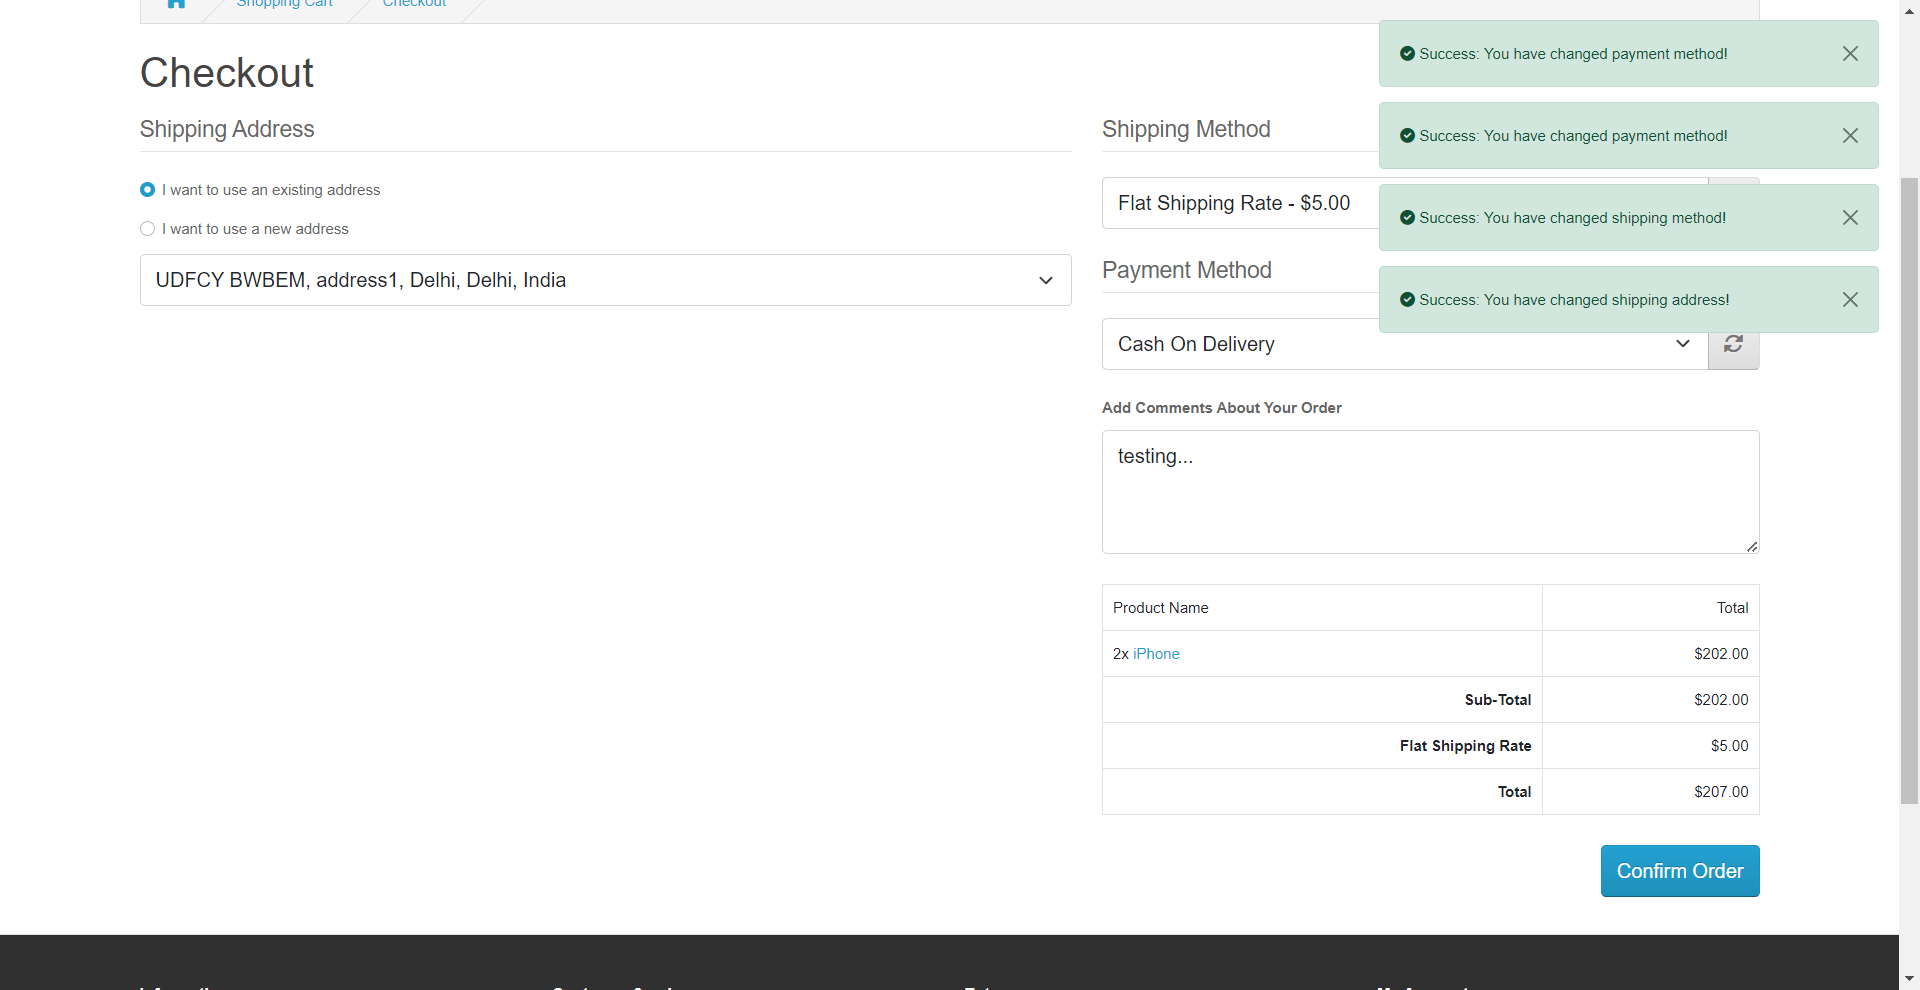 Shopping Cart
Checkout
Checkout
Shipping Address
I want to use an existing address
I want to use a new address
UDFCY BWBEM, address1, Delhi, Delhi, India
Shipping Method
Flat Shipping Rate - $5.00
Payment Method
Cash On Delivery
Success: You have changed payment method!
Success: You have changed payment method!
Success: You have changed shipping method!
Success: You have changed shipping address!
Add Comments About Your Order
testing...
Product Name Total
2x iPhone $202.00
Sub-Total $202.00
Flat Shipping Rate $5.00
Total $207.00
Confirm Order